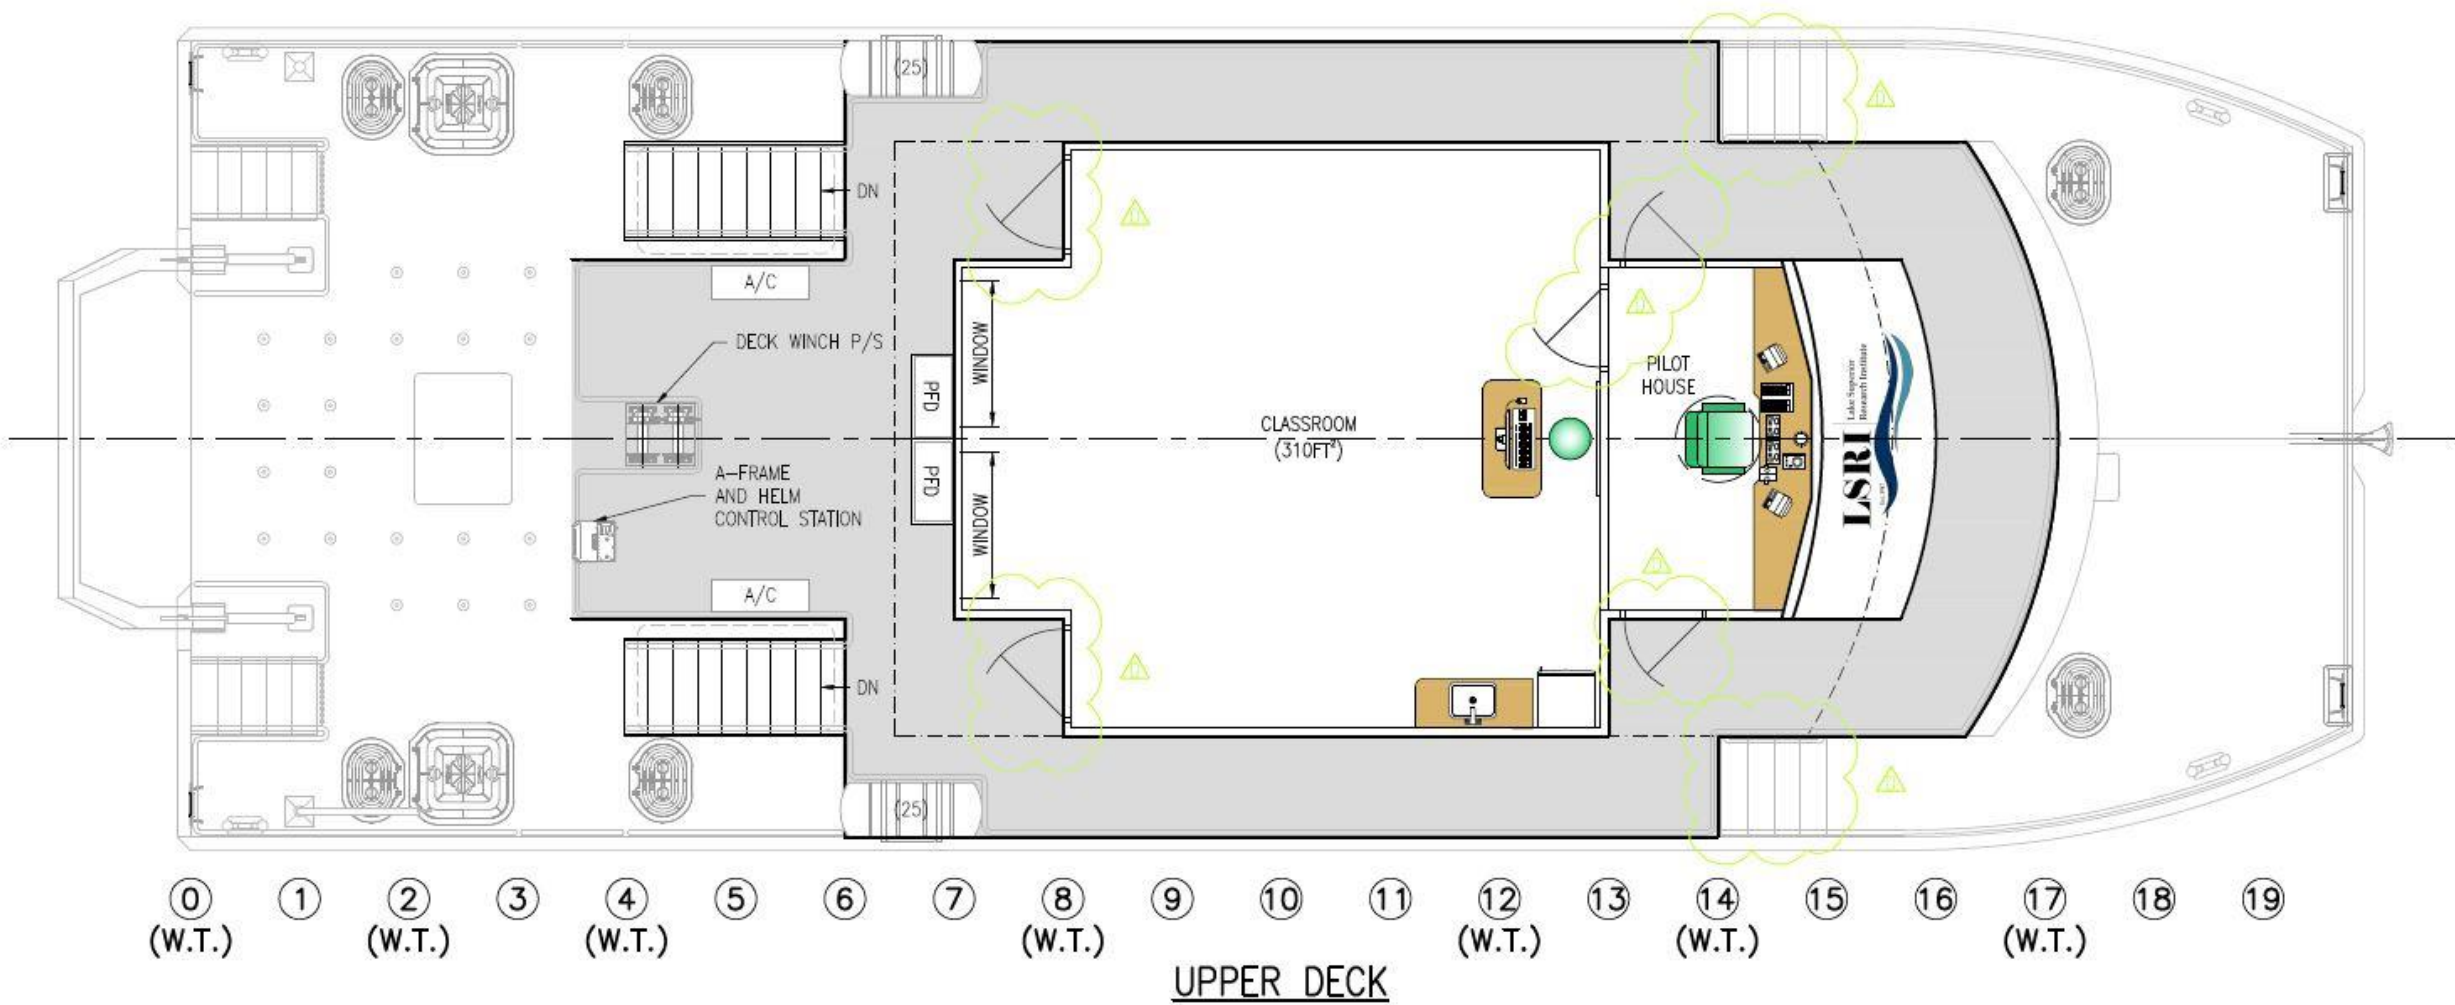 (25)
DN
A/C
DECK WINCH P/S
WINDOW
PFD
PILOT
HOUSE
CLASSROOM
(310FT²)
LSRI
Lake Superior
Research Institute
PFD
A-FRAME
AND HELM
CONTROL STATION
WINDOW
A/C
DN
(25)
0 1 2 3 4 5 6 7 8 9 10 11 12 13 14 15 16 17 18 19
(W.T.) (W.T.) (W.T.) (W.T.) (W.T.) (W.T.) (W.T.)
UPPER DECK